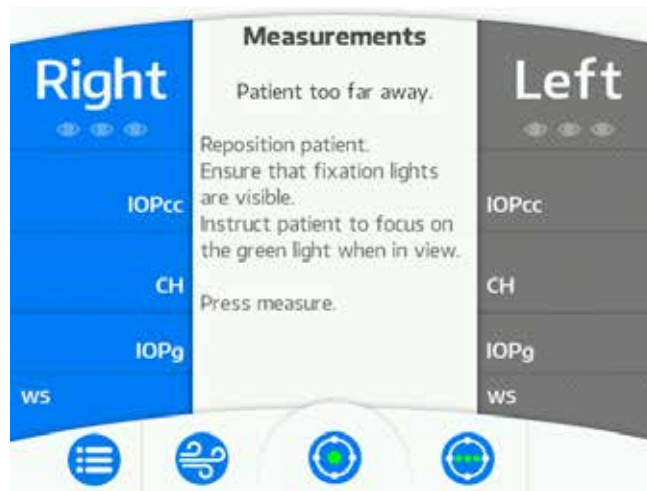 Measurements
Right
Patient too far away.
Left
Reposition patient.
Ensure that fixation lights
are visible.
Instruct patient to focus on
the green light when in view.
Press measure.
IOPcc
CH
IOPg
WS
IOPcc
CH
IOPg
WS